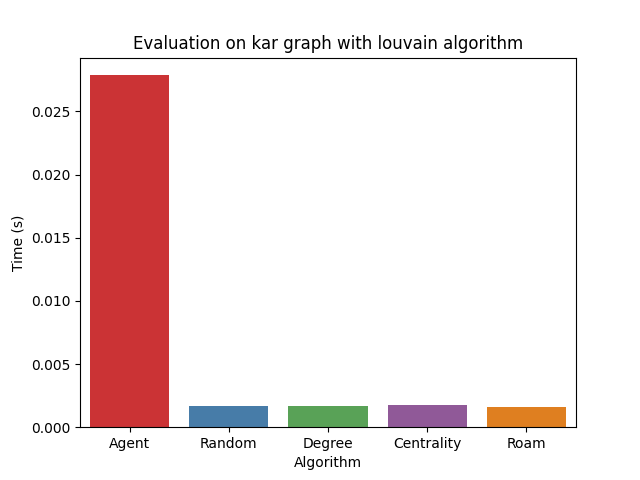 Evaluation on kar graph with louvain algorithm
Time (s)
0.025
0.020
0.015
0.010
0.005
0.000
Agent Random Degree Centrality Roam
Algorithm